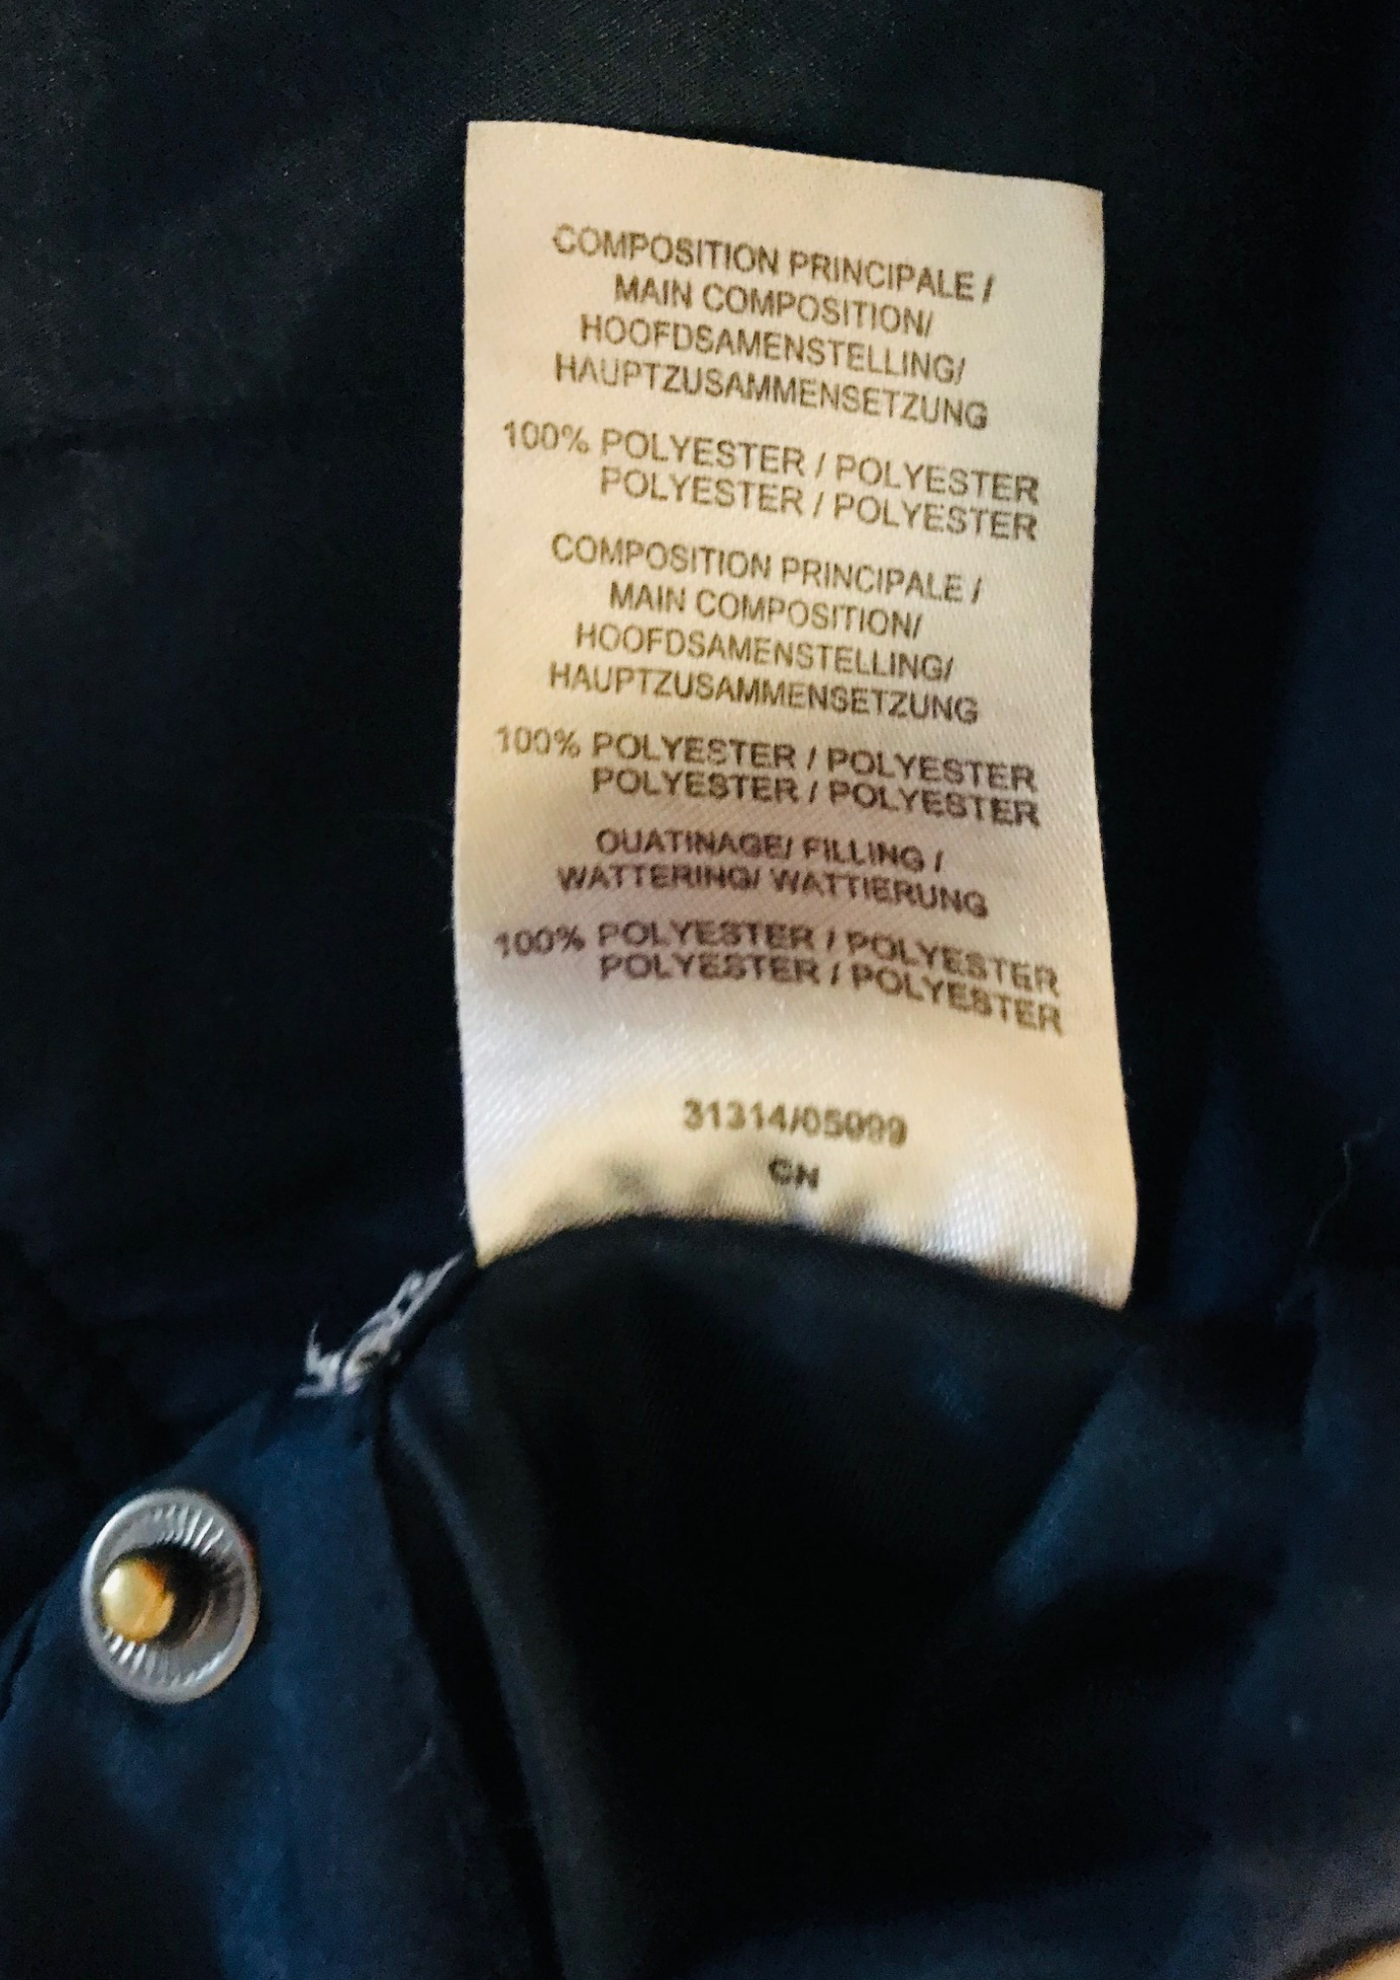 COMPOSITION PRINCIPALE /
MAIN COMPOSITION/
HOOFDSAMENSTELLING/
HAUPTZUSAMMENSETZUNG
100% POLYESTER / POLYESTER
POLYESTER / POLYESTER
COMPOSITION PRINCIPALE /
MAIN COMPOSITION/
HOOFDSAMENSTELLING/
HAUPTZUSAMMENSETZUNG
100% POLYESTER / POLYESTER
POLYESTER / POLYESTER
OUATINAGE/ FILLING /
WATTERING/ WATTIERUNG
100% POLYESTER / POLYESTER
POLYESTER / POLYESTER
31314/05099
CN